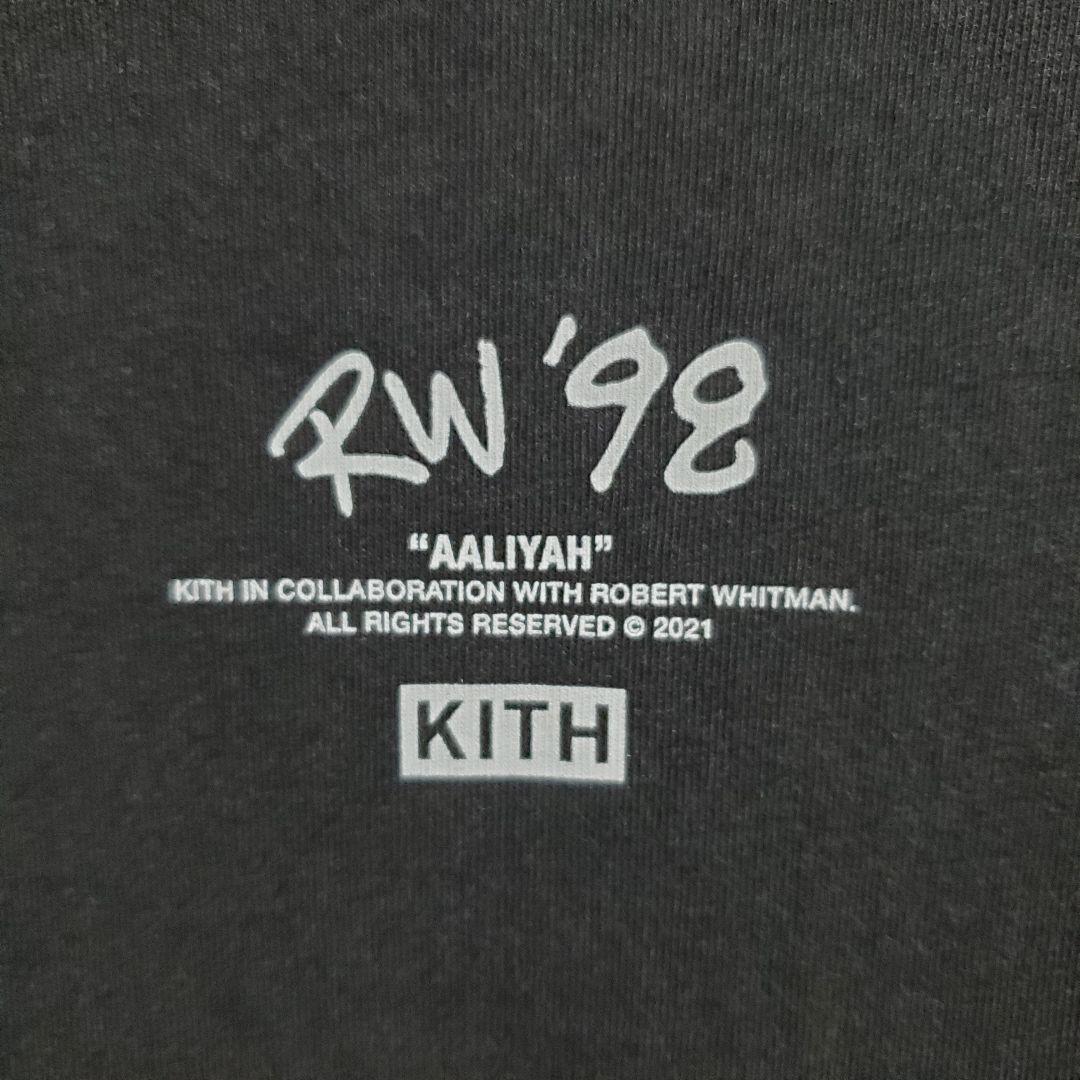 RW '98
“AALIYAH”
KITH IN COLLABORATION WITH ROBERT WHITMAN.
ALL RIGHTS RESERVED © 2021
KITH